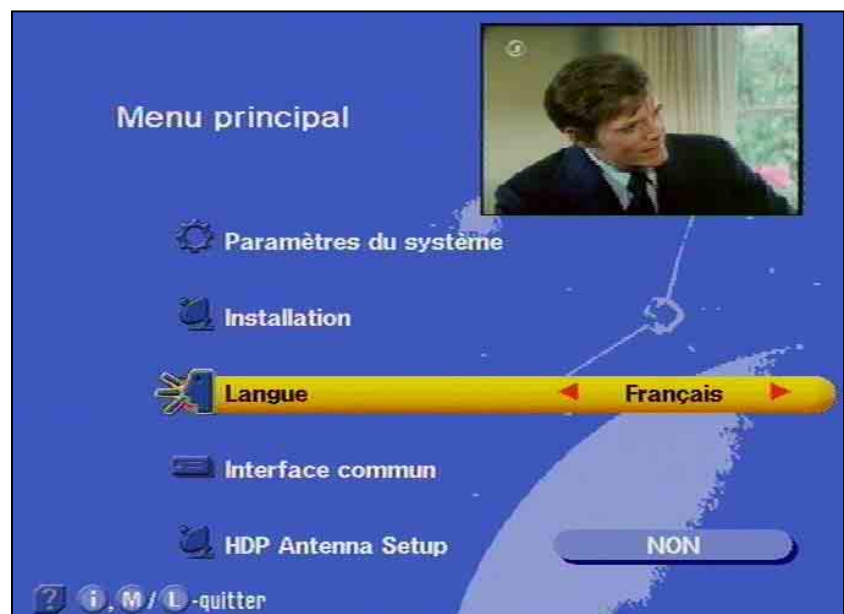 Menu principal
Paramètres du système
Installation
Langue Français
Interface commun
HDP Antenna Setup NON
? i, M / L -quitter